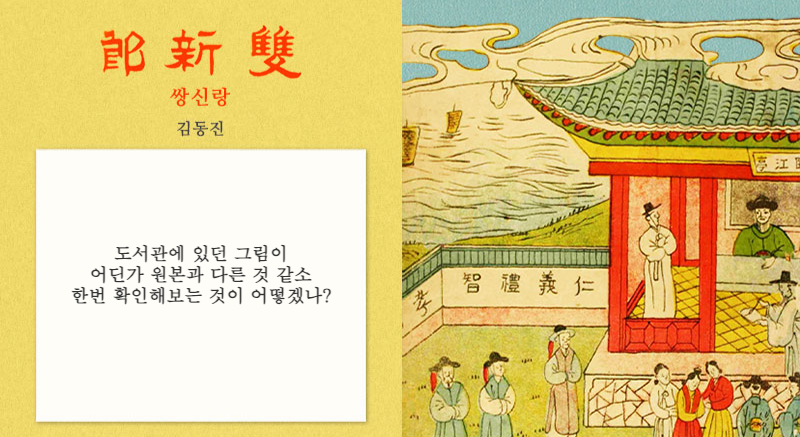 雙新郎
쌍신랑
김동진
도서관에 있던 그림이
어딘가 원본과 다른 것 같소
한번 확인해보는 것이 어떻겠나?
江亭
仁義禮智